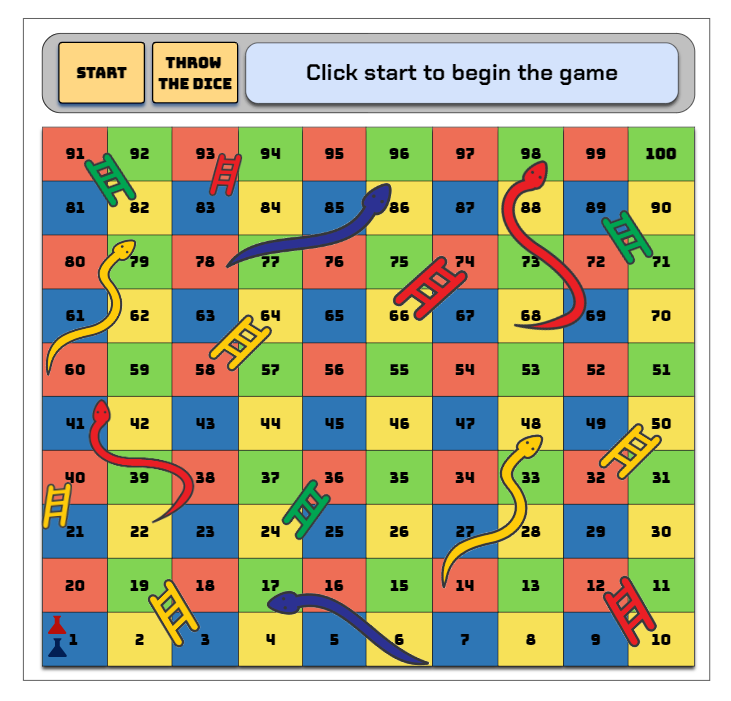 START
THROW
THE DICE
Click start to begin the game
91 92 93 94 95 96 97 98 99 100
81 82 83 84 85 86 87 88 89 90
80 79 78 77 76 75 74 73 72 71
61 62 63 64 65 66 67 68 69 70
60 59 58 57 56 55 54 53 52 51
41 42 43 44 45 46 47 48 49 50
40 39 38 37 36 35 34 33 32 31
21 22 23 24 25 26 27 28 29 30
20 19 18 17 16 15 14 13 12 11
1 2 3 4 5 6 7 8 9 10